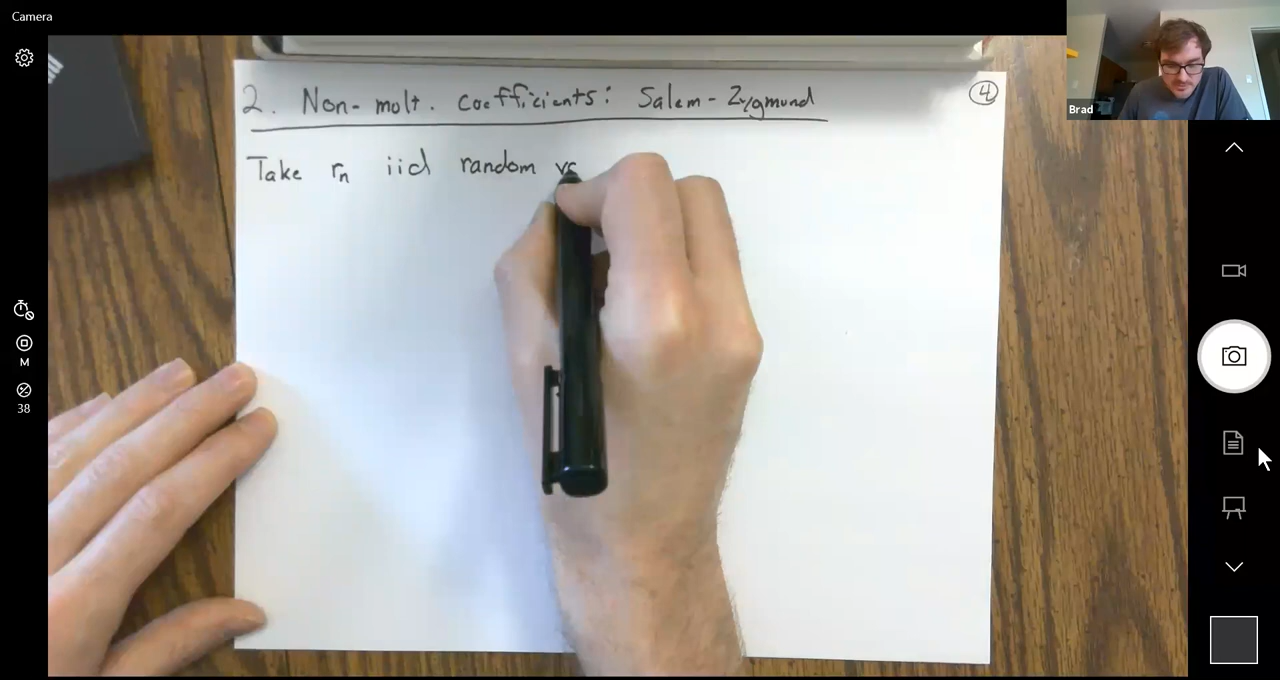 Camera
2. Non-mult. coefficients: Salem-Zygmund
4
Brad
Take rn iid random
M
38